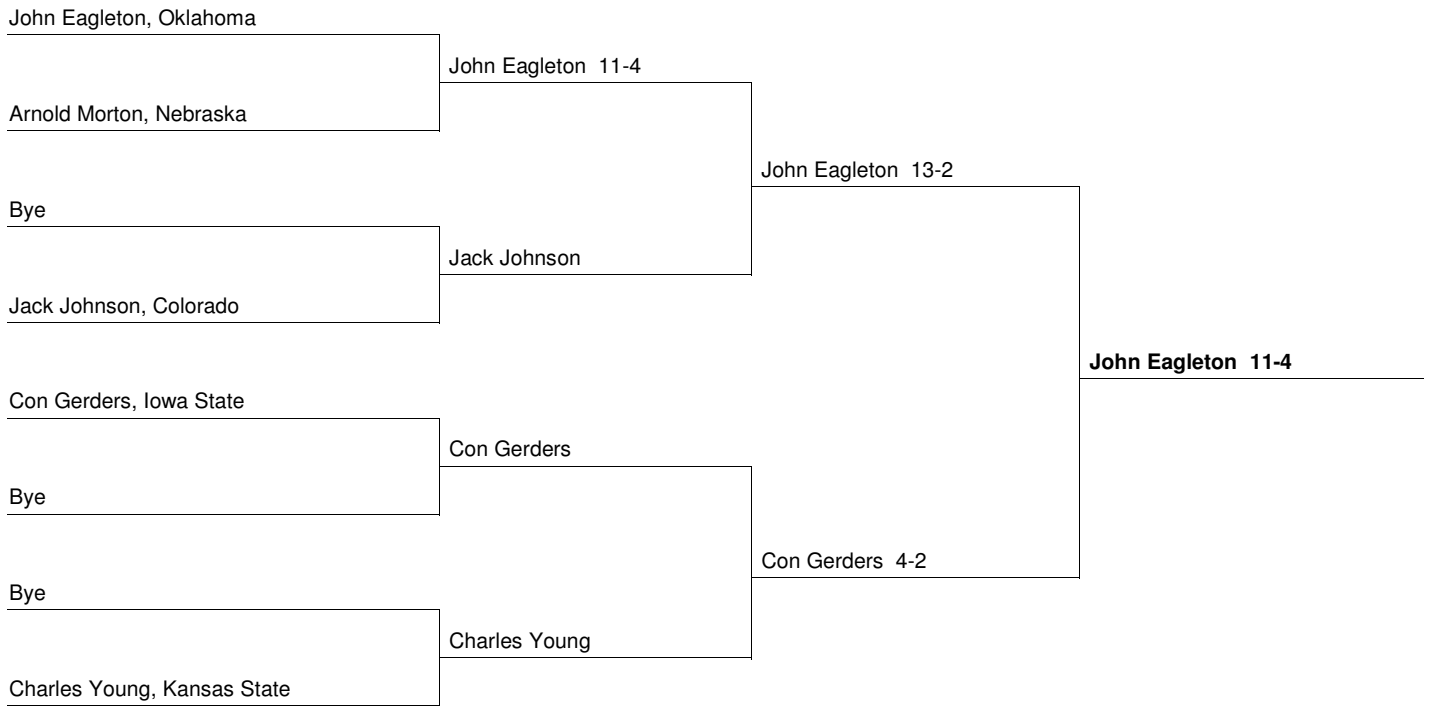 John Eagleton, Oklahoma
John Eagleton  11-4
Arnold Morton, Nebraska
John Eagleton  13-2
Bye
Jack Johnson
Jack Johnson, Colorado
John Eagleton  11-4
Con Gerders, Iowa State
Con Gerders
Bye
Con Gerders  4-2
Bye
Charles Young
Charles Young, Kansas State